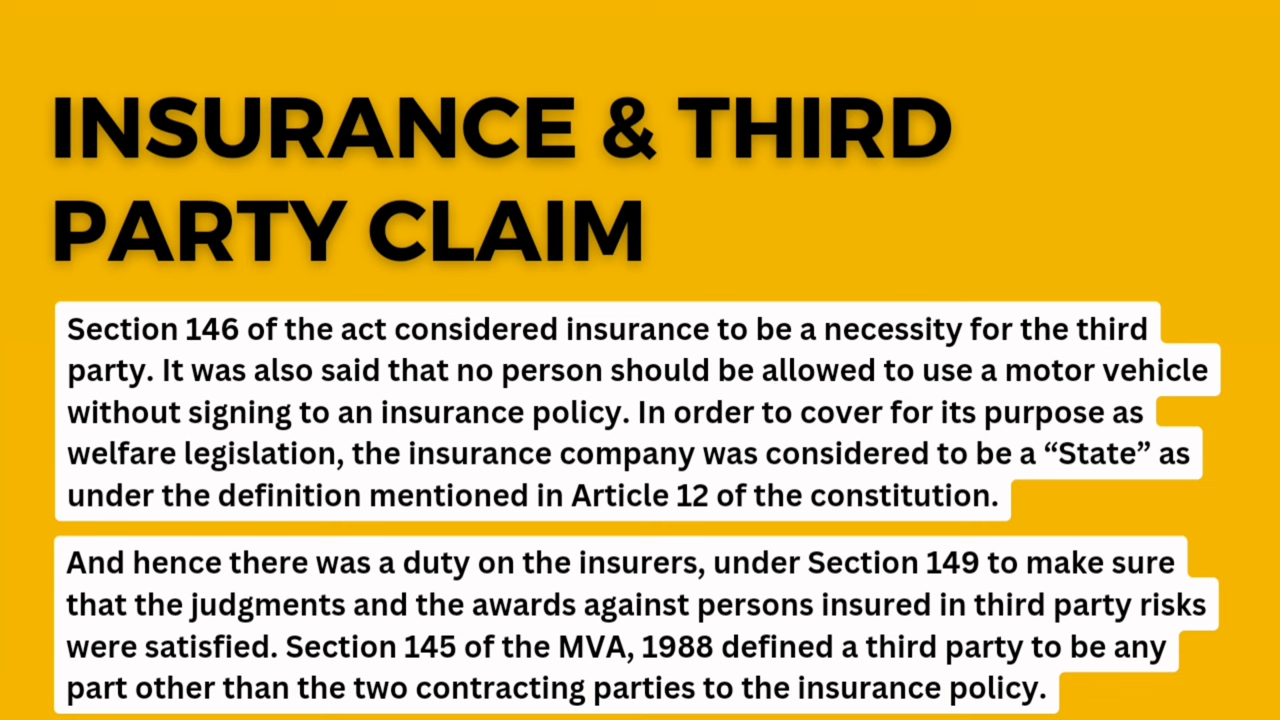 INSURANCE & THIRD
PARTY CLAIM
Section 146 of the act considered insurance to be a necessity for the third
party. It was also said that no person should be allowed to use a motor vehicle
without signing to an insurance policy. In order to cover for its purpose as
welfare legislation, the insurance company was considered to be a “State” as
under the definition mentioned in Article 12 of the constitution.
And hence there was a duty on the insurers, under Section 149 to make sure
that the judgments and the awards against persons insured in third party risks
were satisfied. Section 145 of the MVA, 1988 defined a third party to be any
part other than the two contracting parties to the insurance policy.